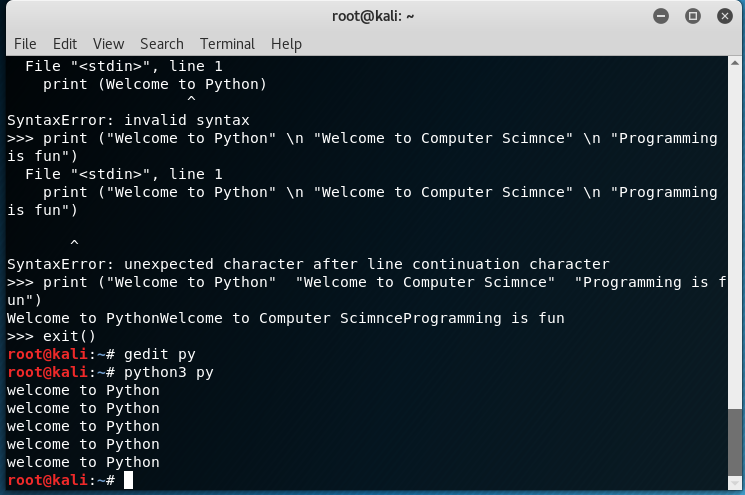 root@kali: ~
File Edit View Search Terminal Help
  File "<stdin>", line 1
    print (Welcome to Python)
                    ^
SyntaxError: invalid syntax
>>> print ("Welcome to Python" \n "Welcome to Computer Scimnce" \n "Programming
is fun")
  File "<stdin>", line 1
    print ("Welcome to Python" \n "Welcome to Computer Scimnce" \n "Programming
is fun")
       ^
SyntaxError: unexpected character after line continuation character
>>> print ("Welcome to Python"  "Welcome to Computer Scimnce"  "Programming is f
un")
Welcome to PythonWelcome to Computer ScimnceProgramming is fun
>>> exit()
root@kali:~# gedit py
root@kali:~# python3 py
welcome to Python
welcome to Python
welcome to Python
welcome to Python
welcome to Python
root@kali:~#